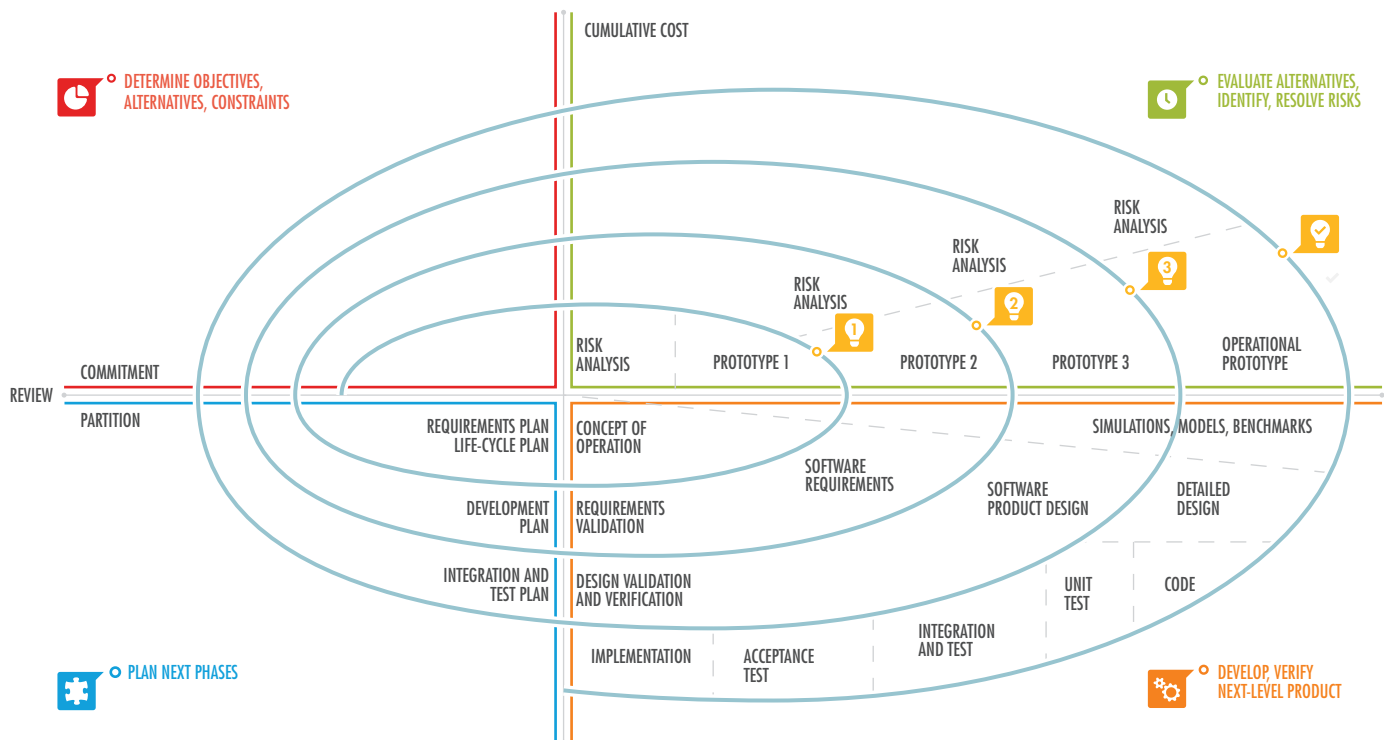 CUMULATIVE COST
DETERMINE OBJECTIVES,
ALTERNATIVES, CONSTRAINTS
EVALUATE ALTERNATIVES,
IDENTIFY, RESOLVE RISKS
RISK
ANALYSIS
RISK
ANALYSIS
RISK
ANALYSIS
RISK
ANALYSIS
1
2
3
PROTOTYPE 1
PROTOTYPE 2
PROTOTYPE 3
OPERATIONAL
PROTOTYPE
COMMITMENT
REVIEW
PARTITION
REQUIREMENTS PLAN
LIFE-CYCLE PLAN
CONCEPT OF
OPERATION
SIMULATIONS, MODELS, BENCHMARKS
SOFTWARE
REQUIREMENTS
SOFTWARE
PRODUCT DESIGN
DETAILED
DESIGN
DEVELOPMENT
PLAN
REQUIREMENTS
VALIDATION
INTEGRATION AND
TEST PLAN
DESIGN VALIDATION
AND VERIFICATION
UNIT
TEST
CODE
IMPLEMENTATION
ACCEPTANCE
TEST
INTEGRATION
AND TEST
PLAN NEXT PHASES
DEVELOP, VERIFY
NEXT-LEVEL PRODUCT